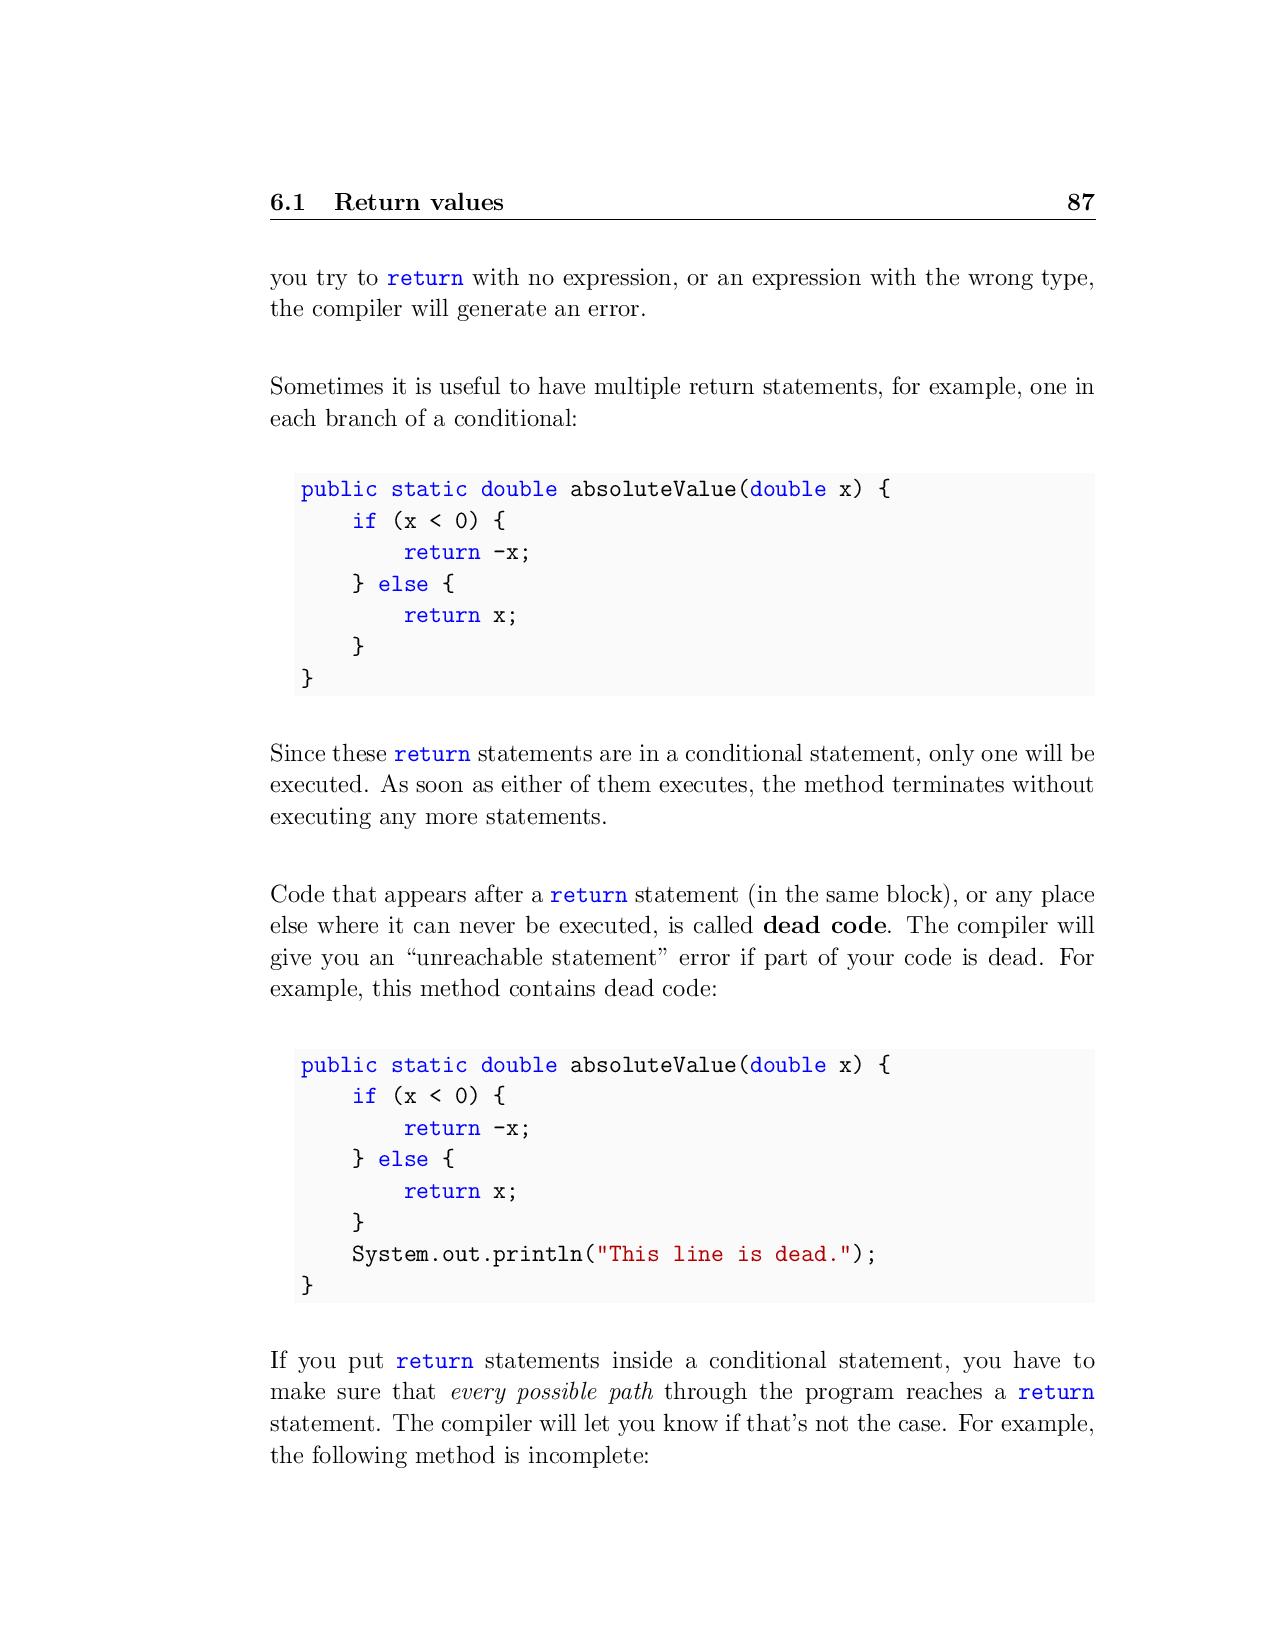 6.1 Return values 87
you try to return with no expression, or an expression with the wrong type,
the compiler will generate an error.
Sometimes it is useful to have multiple return statements, for example, one in
each branch of a conditional:
public static double absoluteValue(double x) {
    if (x < 0) {
        return -x;
    } else {
        return x;
    }
}
Since these return statements are in a conditional statement, only one will be
executed. As soon as either of them executes, the method terminates without
executing any more statements.
Code that appears after a return statement (in the same block), or any place
else where it can never be executed, is called dead code. The compiler will
give you an “unreachable statement” error if part of your code is dead. For
example, this method contains dead code:
public static double absoluteValue(double x) {
    if (x < 0) {
        return -x;
    } else {
        return x;
    }
    System.out.println("This line is dead.");
}
If you put return statements inside a conditional statement, you have to
make sure that every possible path through the program reaches a return
statement. The compiler will let you know if that’s not the case. For example,
the following method is incomplete: